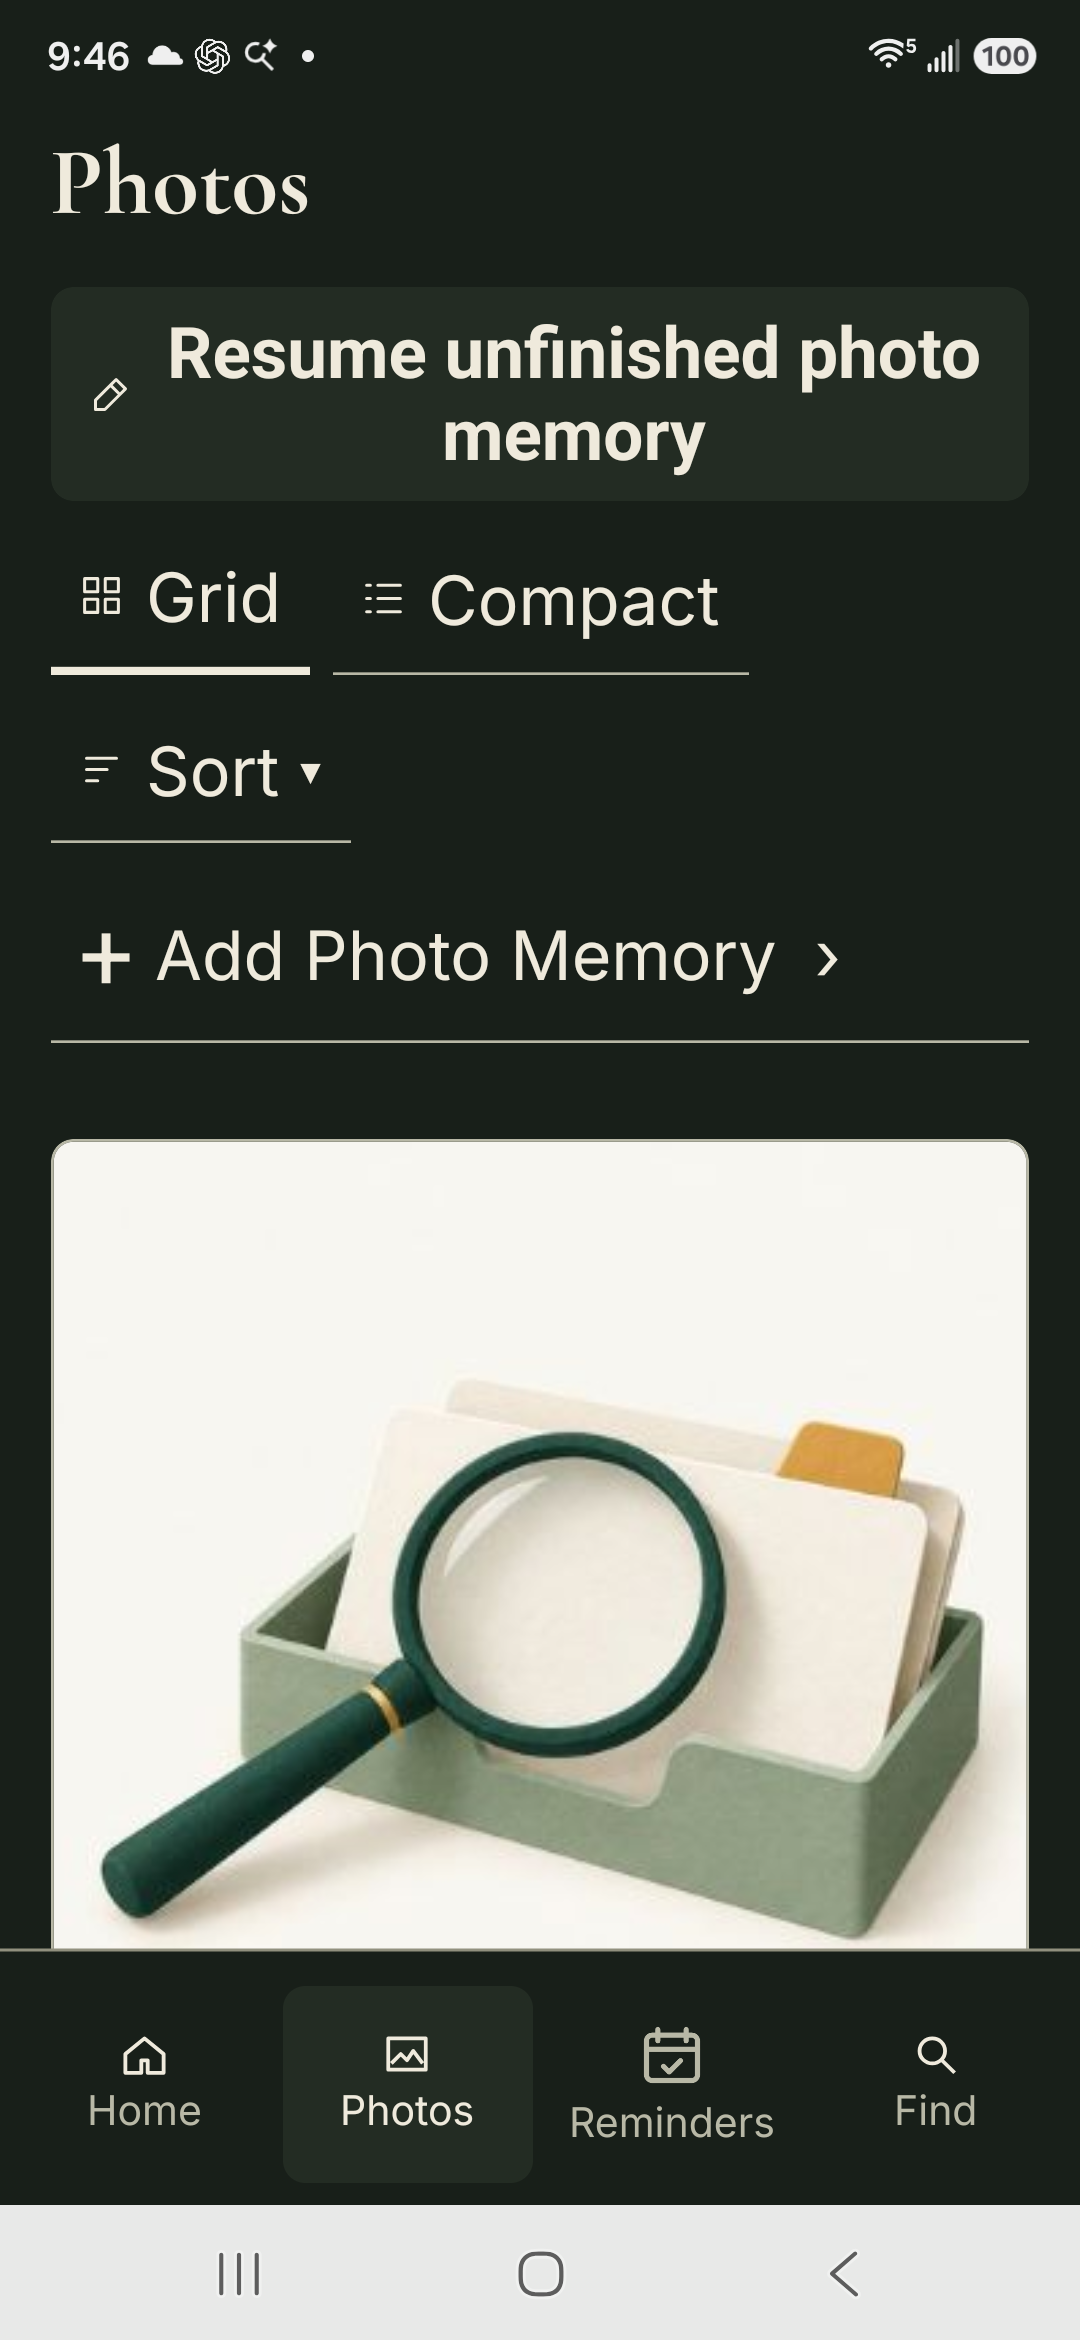 9:46
5
100
Photos
Resume unfinished photo
memory
Grid
Compact
Sort ▾
+ Add Photo Memory ›
Home
Photos
Reminders
Find